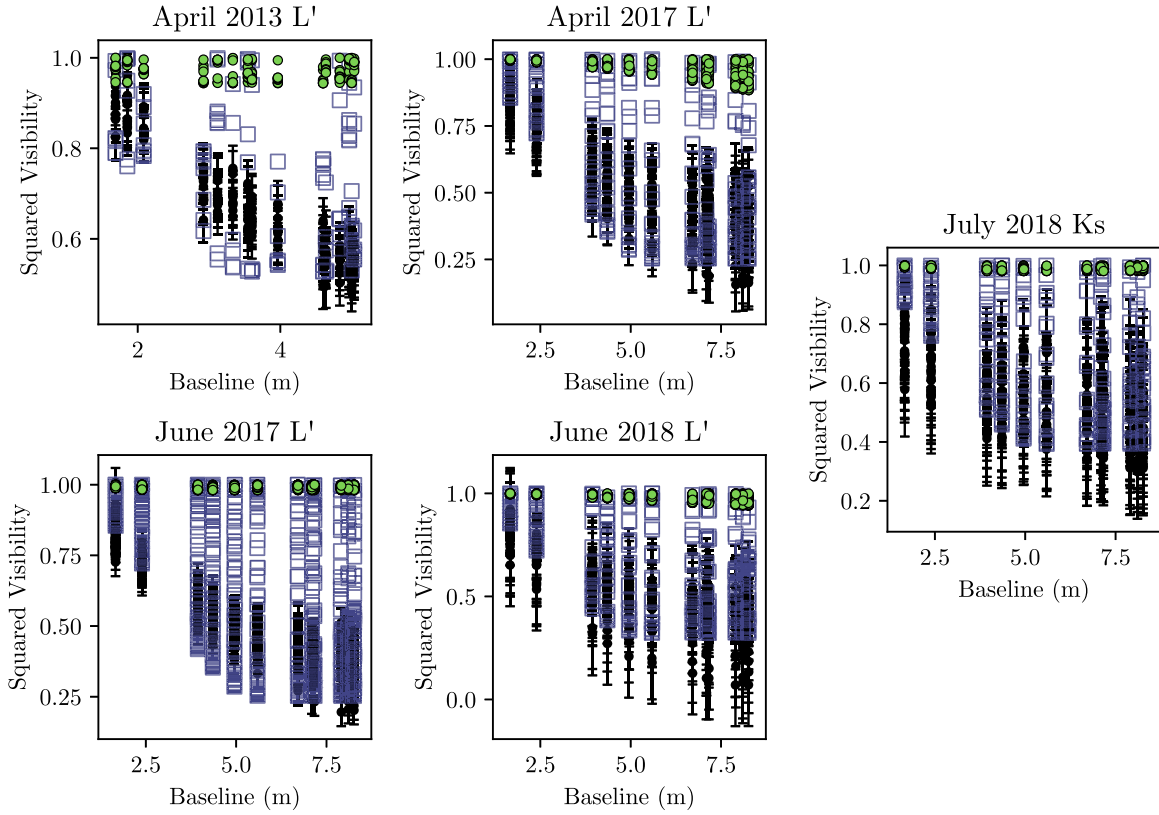 April 2013 L'
1.0
0.8
0.6
Squared Visibility
2
4
Baseline (m)
April 2017 L'
1.00
0.75
0.50
0.25
Squared Visibility
2.5
5.0
7.5
Baseline (m)
July 2018 Ks
1.0
0.8
0.6
0.4
0.2
Squared Visibility
2.5
5.0
7.5
Baseline (m)
June 2017 L'
1.00
0.75
0.50
0.25
Squared Visibility
2.5
5.0
7.5
Baseline (m)
June 2018 L'
1.0
0.5
0.0
Squared Visibility
2.5
5.0
7.5
Baseline (m)